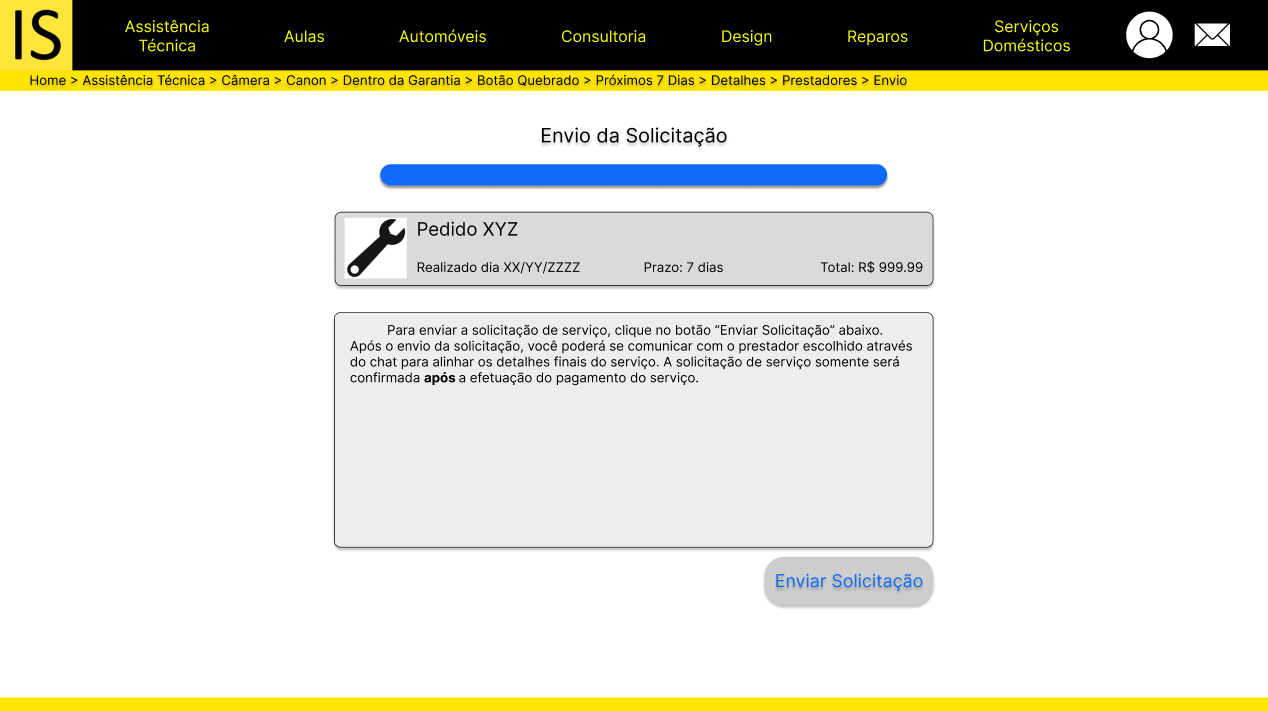 IS
Assistência
Técnica
Aulas
Automóveis
Consultoria
Design
Reparos
Serviços
Domésticos
Home > Assistência Técnica > Câmera > Canon > Dentro da Garantia > Botão Quebrado > Próximos 7 Dias > Detalhes > Prestadores > Envio
Envio da Solicitação
Pedido XYZ
Realizado dia XX/YY/ZZZZ
Prazo: 7 dias
Total: R$ 999.99
Para enviar a solicitação de serviço, clique no botão “Enviar Solicitação” abaixo.
Após o envio da solicitação, você poderá se comunicar com o prestador escolhido através
do chat para alinhar os detalhes finais do serviço. A solicitação de serviço somente será
confirmada após a efetuação do pagamento do serviço.
Enviar Solicitação